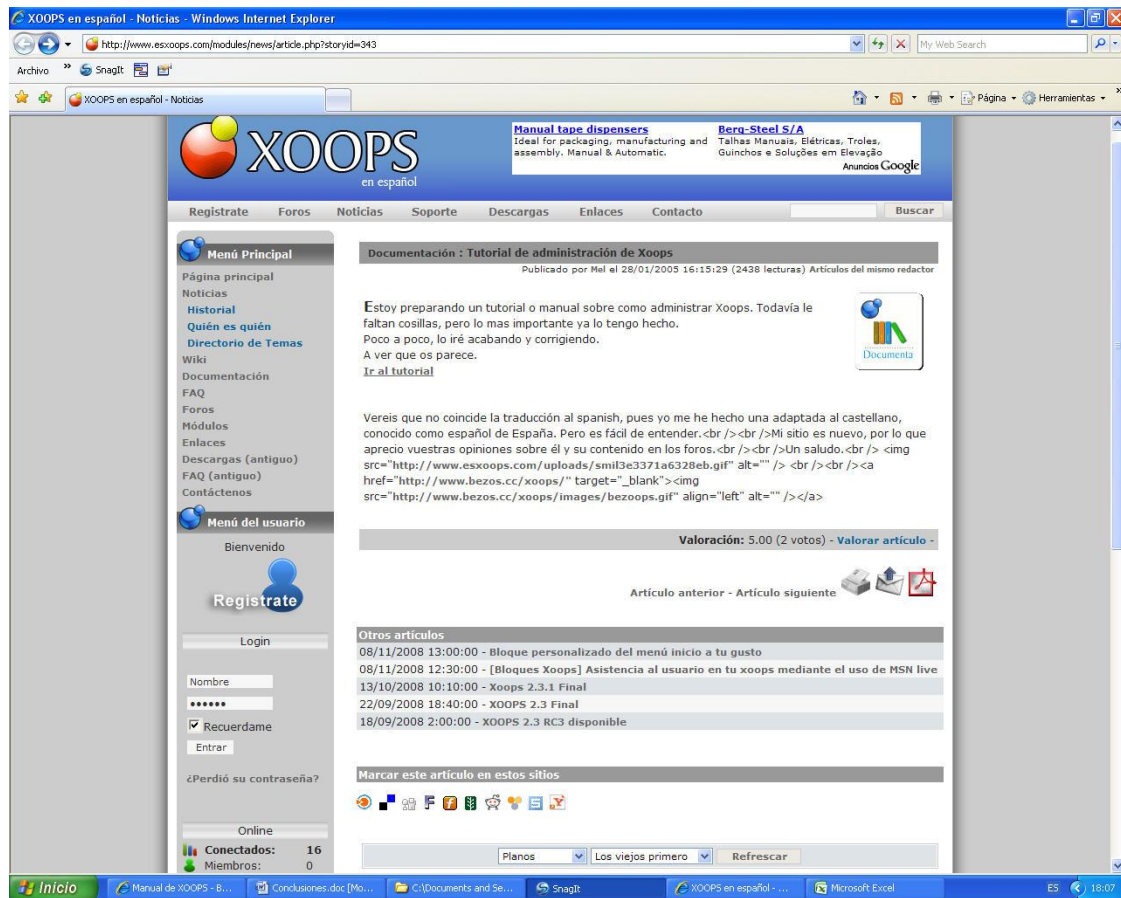 XOOPS en español - Noticias - Windows Internet Explorer
http://www.esxoops.com/modules/news/article.php?storyid=343
My Web Search
Archivo » SnagIt
XOOPS en español - Noticias
Página Herramientas »
XOOPS
en español
Manual tape dispensers
Ideal for packaging, manufacturing and
assembly. Manual & Automatic.
Berg-Steel S/A
Talhas Manuais, Elétricas, Troles,
Guinchos e Soluções em Elevação
Anuncios Google
Registrate Foros Noticias Soporte Descargas Enlaces Contacto Buscar
Menú Principal
Página principal
Noticias
Historial
Quién es quién
Directorio de Temas
Wiki
Documentación
FAQ
Foros
Módulos
Enlaces
Descargas (antiguo)
FAQ (antiguo)
Contáctenos
Menú del usuario
Bienvenido
Registrate
Login
Nombre
••••••
Recuerdame
Entrar
¿Perdió su contraseña?
Online
Conectados: 16
Miembros: 0
Documentación : Tutorial de administración de Xoops
Publicado por Mel el 28/01/2005 16:15:29 (2438 lecturas) Artículos del mismo redactor
Estoy preparando un tutorial o manual sobre como administrar Xoops. Todavía le
faltan cosillas, pero lo mas importante ya lo tengo hecho.
Poco a poco, lo iré acabando y corrigiendo.
A ver que os parece.
Ir al tutorial
Documenta
Vereis que no coincide la traducción al spanish, pues yo me he hecho una adaptada al castellano,
conocido como español de España. Pero es fácil de entender.<br /><br />Mi sitio es nuevo, por lo que
aprecio vuestras opiniones sobre él y su contenido en los foros.<br /><br />Un saludo.<br /> <img
src="http://www.esxoops.com/uploads/smil3e3371a6328eb.gif" alt="" /> <br /><br /><a
href="http://www.bezos.cc/xoops/" target="_blank"><img
src="http://www.bezos.cc/xoops/images/bezoops.gif" align="left" alt="" /></a>
Valoración: 5.00 (2 votos) - Valorar artículo -
Artículo anterior - Artículo siguiente
Otros artículos
08/11/2008 13:00:00 - Bloque personalizado del menú inicio a tu gusto
08/11/2008 12:30:00 - [Bloques Xoops] Asistencia al usuario en tu xoops mediante el uso de MSN live
13/10/2008 10:10:00 - Xoops 2.3.1 Final
22/09/2008 18:40:00 - XOOPS 2.3 Final
18/09/2008 2:00:00 - XOOPS 2.3 RC3 disponible
Marcar este artículo en estos sitios
Planos Los viejos primero Refrescar
Inicio Manual de XOOPS - B... Conclusiones.doc [Mo... C:\Documents and Se... SnagIt XOOPS en español - ... Microsoft Excel ES 18:07